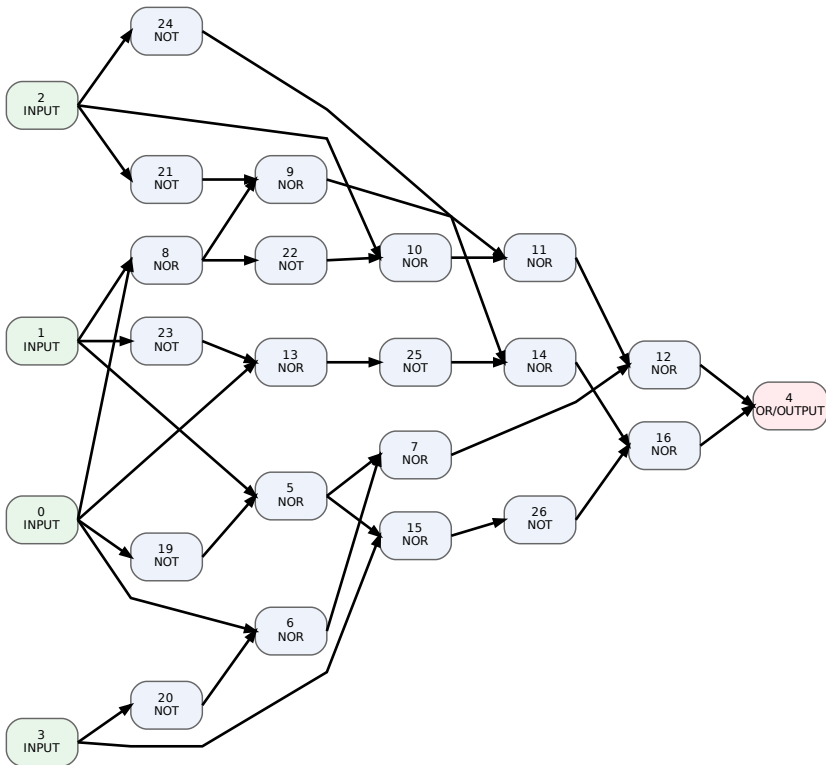 24
NOT
2
INPUT
21
NOT
9
NOR
8
NOR
22
NOT
10
NOR
11
NOR
1
INPUT
23
NOT
13
NOR
25
NOT
14
NOR
12
NOR
4
OR/OUTPUT
16
NOR
7
NOR
5
NOR
0
INPUT
15
NOR
26
NOT
19
NOT
6
NOR
20
NOT
3
INPUT